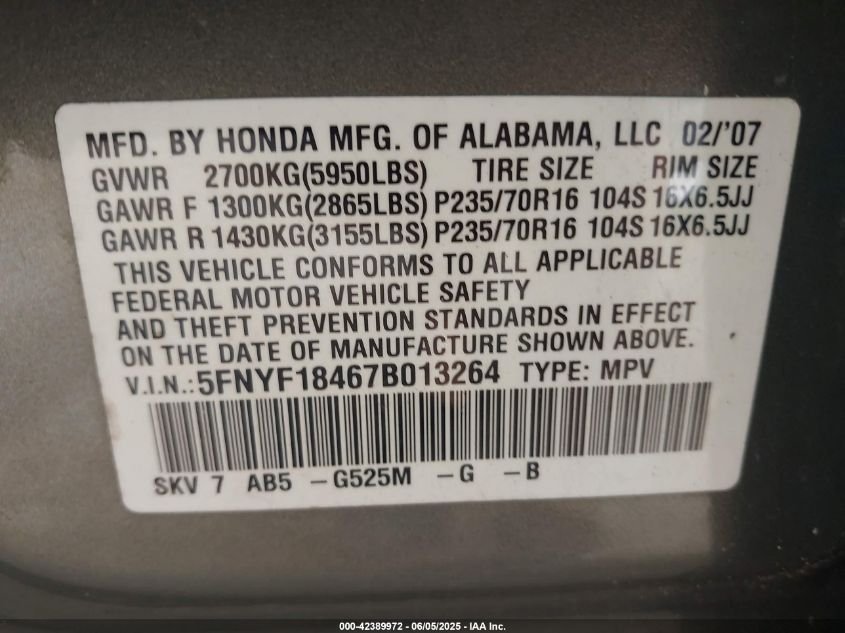 MFD. BY HONDA MFG. OF ALABAMA, LLC 02/'07
GVWR 2700KG(5950LBS) TIRE SIZE RIM SIZE
GAWR F 1300KG(2865LBS) P235/70R16 104S 16X6.5JJ
GAWR R 1430KG(3155LBS) P235/70R16 104S 16X6.5JJ
THIS VEHICLE CONFORMS TO ALL APPLICABLE
FEDERAL MOTOR VEHICLE SAFETY
AND THEFT PREVENTION STANDARDS IN EFFECT
ON THE DATE OF MANUFACTURE SHOWN ABOVE.
V.I.N.: 5FNYF18467B013264 TYPE: MPV
SKV 7 AB5 -G525M -G -B
000-42389972 - 06/05/2025 - IAA Inc.